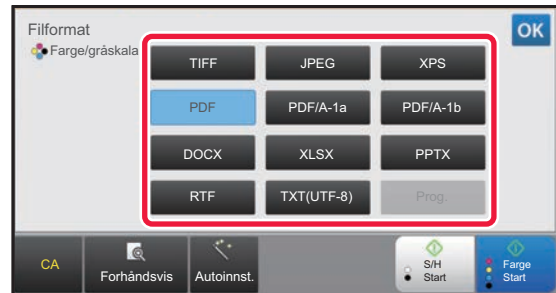 Filformat
OK
Farge/gråskala
TIFF JPEG XPS
PDF PDF/A-1a PDF/A-1b
DOCX XLSX PPTX
RTF TXT(UTF-8) Prog.
CA Forhåndsvis Autoinnst.
S/H
Start
Farge
Start